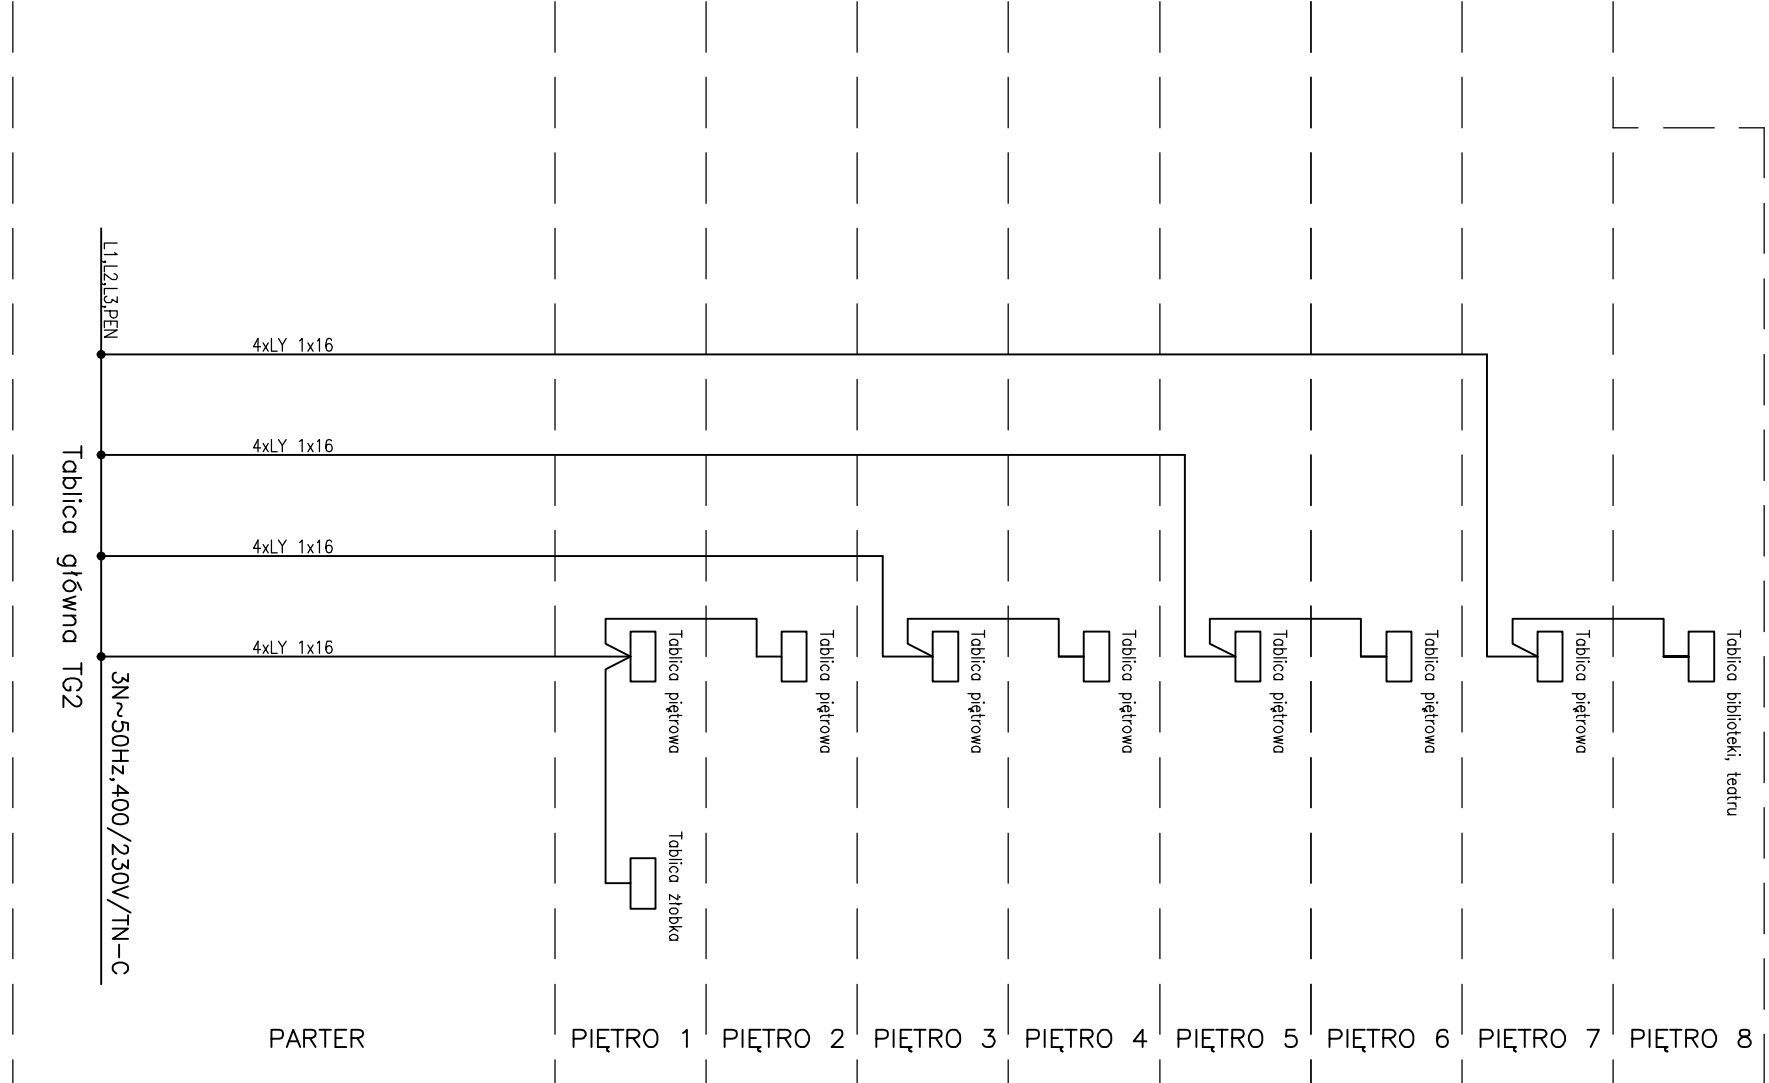 L1,L2,L3,PEN
4xLY 1x16
4xLY 1x16
4xLY 1x16
4xLY 1x16
Tablica główna TG2
3N~50Hz,400/230V/TN-C
Tablica piętrowa
Tablica piętrowa
Tablica piętrowa
Tablica piętrowa
Tablica piętrowa
Tablica piętrowa
Tablica piętrowa
Tablica biblioteki, teatru
Tablica żłobka
PARTER
PIĘTRO 1
PIĘTRO 2
PIĘTRO 3
PIĘTRO 4
PIĘTRO 5
PIĘTRO 6
PIĘTRO 7
PIĘTRO 8